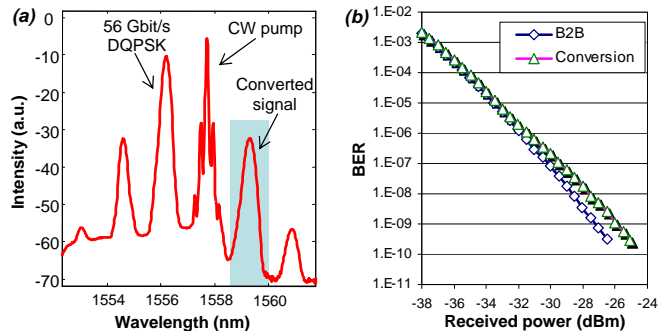 (a)
0
-10
-20
-30
-40
-50
-60
-70
Intensity (a.u.)
56 Gbit/s
DQPSK
CW pump
Converted
signal
1554
1556
1558
1560
Wavelength (nm)
(b)
1.E-02
1.E-03
1.E-04
1.E-05
1.E-06
1.E-07
1.E-08
1.E-09
1.E-10
1.E-11
BER
B2B
Conversion
-38
-36
-34
-32
-30
-28
-26
-24
Received power (dBm)